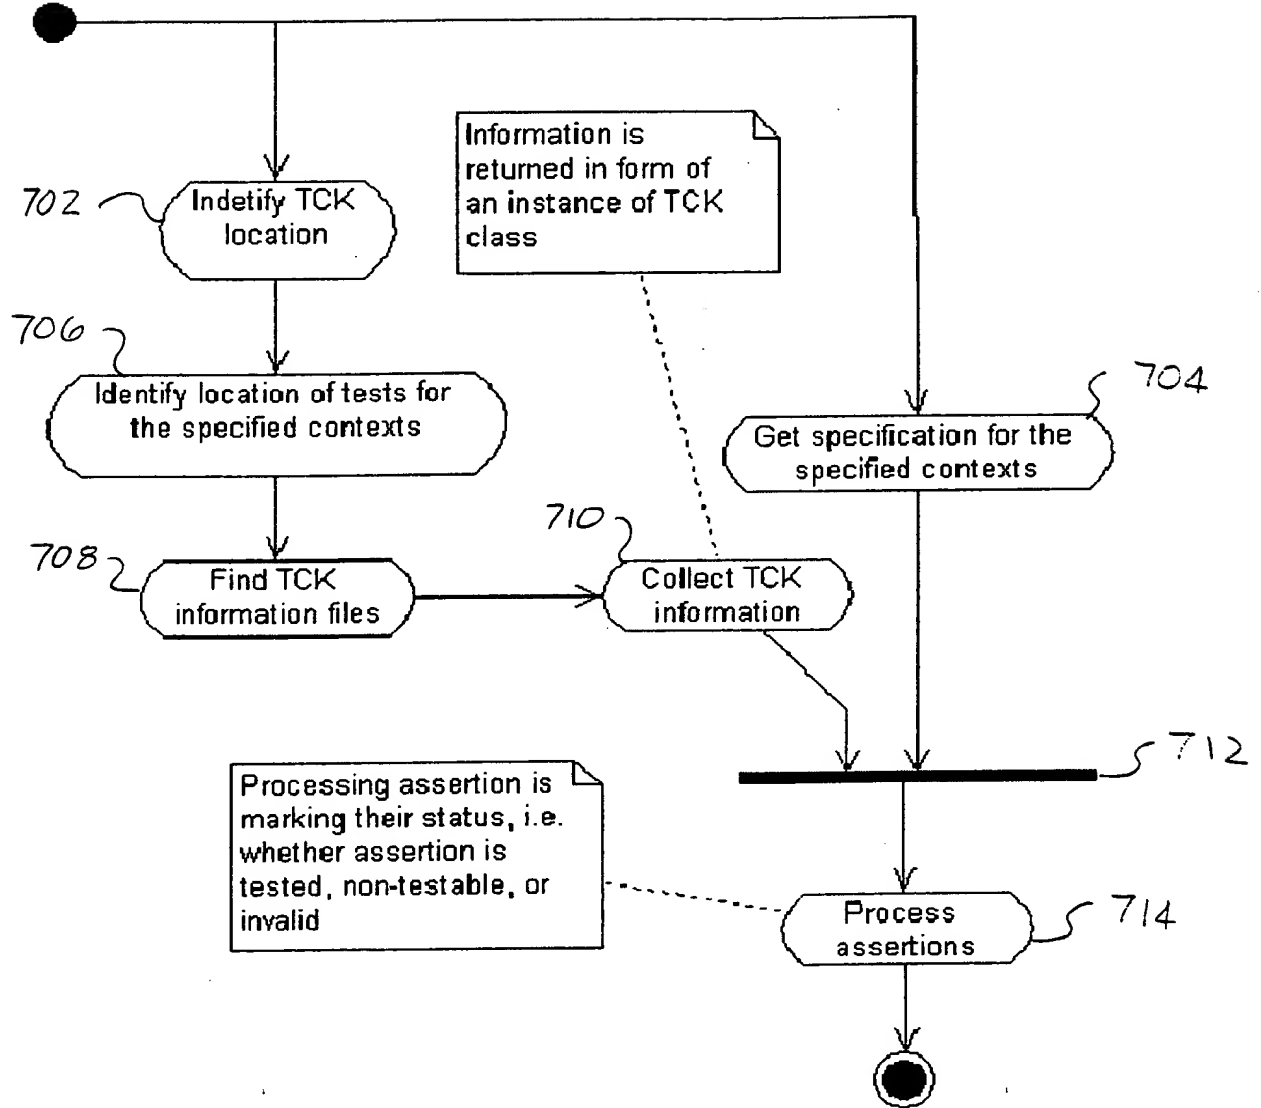 Information is
returned in form of
an instance of TCK
class
702
Indetify TCK
location
706
Identify location of tests for
the specified contexts
704
Get specification for the
specified contexts
708
Find TCK
information files
710
Collect TCK
information
712
Processing assertion is
marking their status, i.e.
whether assertion is
tested, non-testable, or
invalid
714
Process
assertions